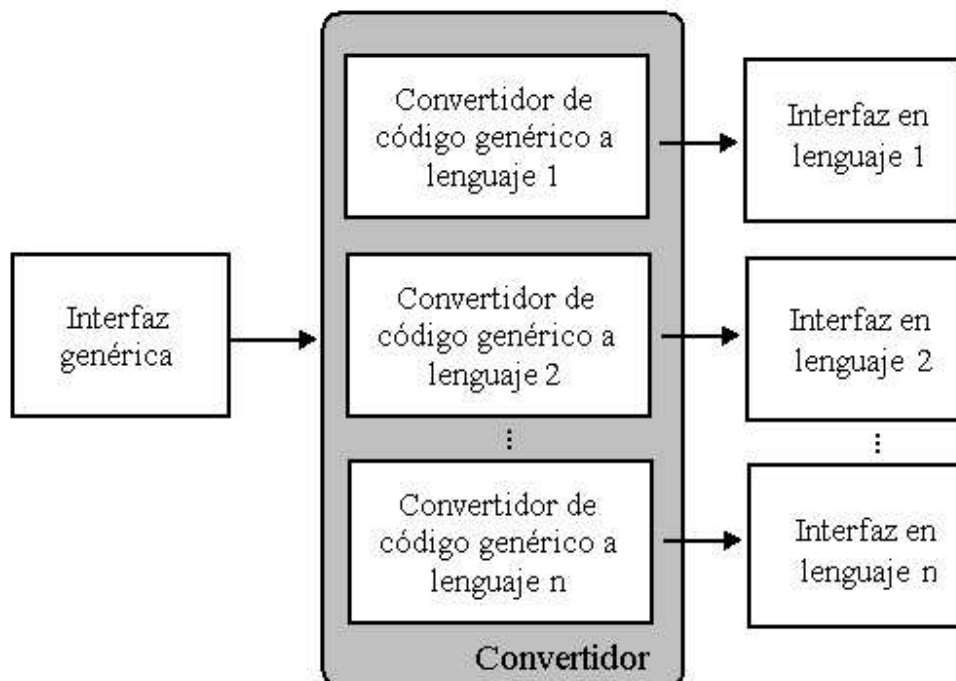 Interfaz
genérica
Convertidor de
código genérico a
lenguaje 1
Interfaz en
lenguaje 1
Convertidor de
código genérico a
lenguaje 2
Interfaz en
lenguaje 2
Convertidor de
código genérico a
lenguaje n
Interfaz en
lenguaje n
Convertidor